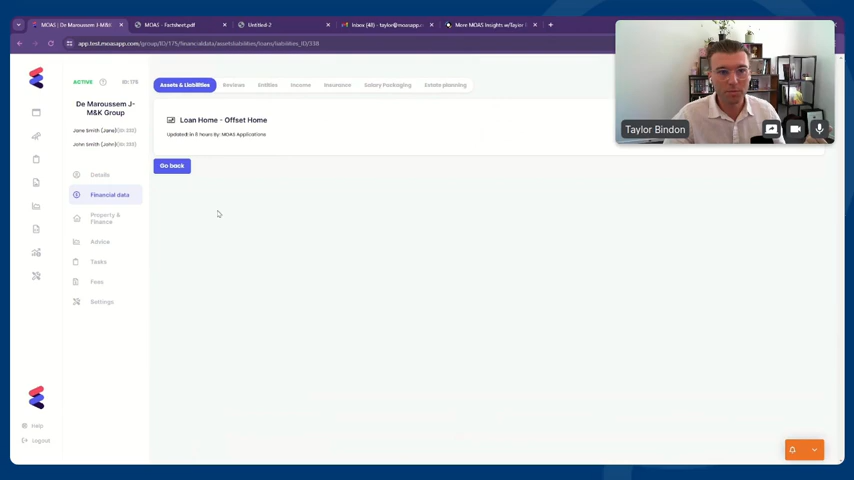 MOAS | De Maroussem J-M&K
MOAS - Factsheet.pdf
Untitled-2
Inbox (48) - taylor@moasapp.c
More MOAS Insights w/Taylor
app.test.moasapp.com/group/ID/175/financialdata/assetsliabilities/loans/liabilities_ID/338
ACTIVE
ID: 175
De Maroussem J-
M&K Group
Jane Smith (Jane)
John Smith (John)
Details
Financial data
Property &
Finance
Advice
Tasks
Fees
Settings
Help
Logout
Assets & Liabilities
Reviews
Entities
Income
Insurance
Salary Packaging
Estate planning
Loan Home - Offset Home
Updated: in 5 hours By: MOAS Applications
Go back
Taylor Bindon